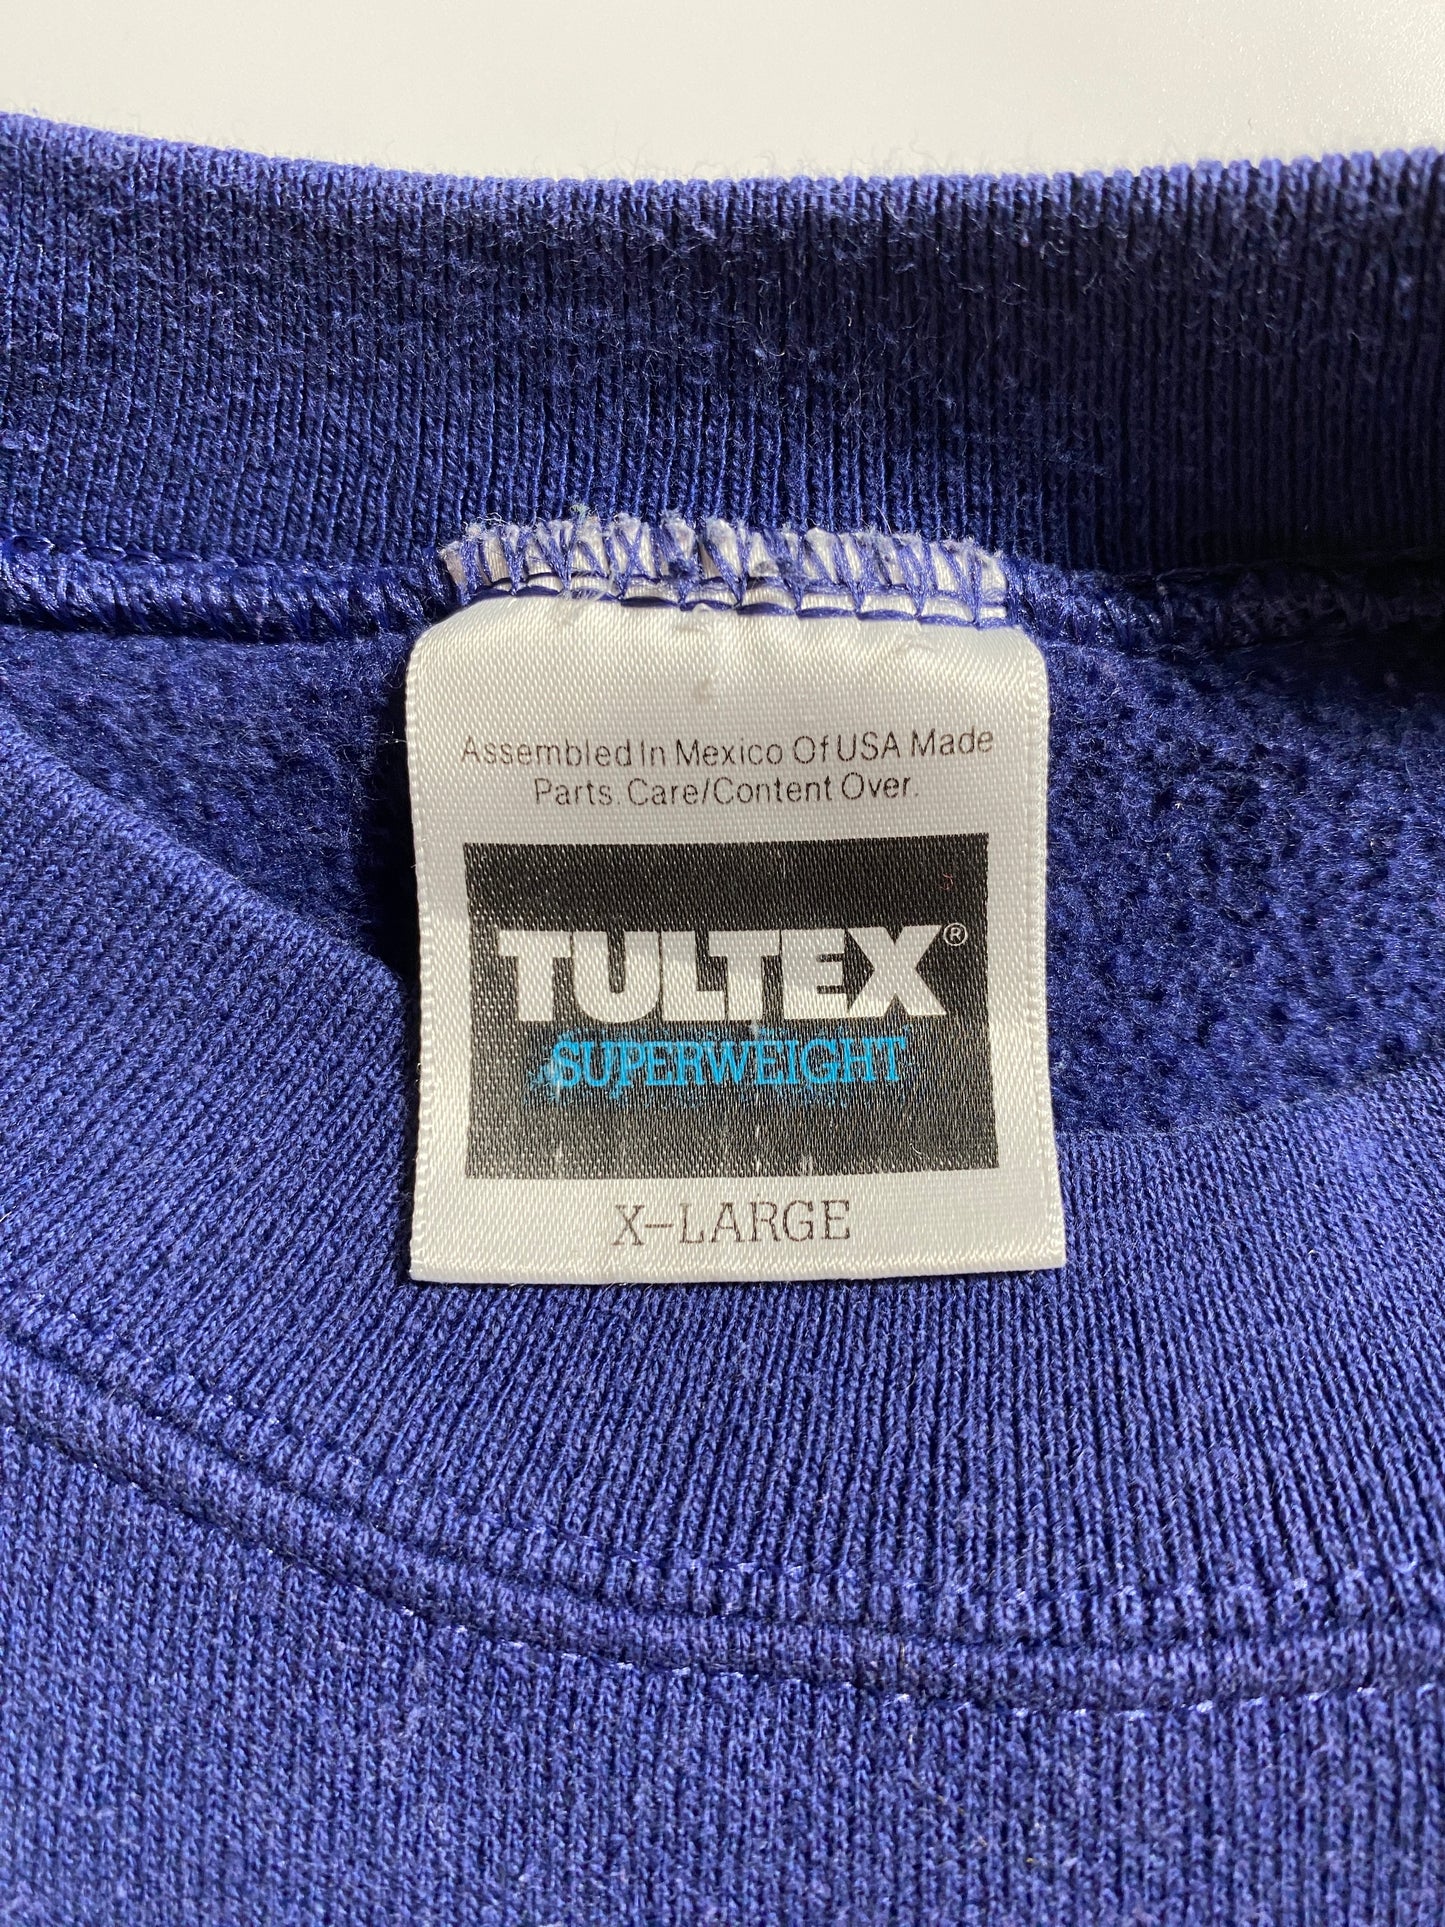 Assembled In Mexico Of USA Made
Parts. Care/Content Over.
TULTEX®
SUPERWEIGHT
X-LARGE